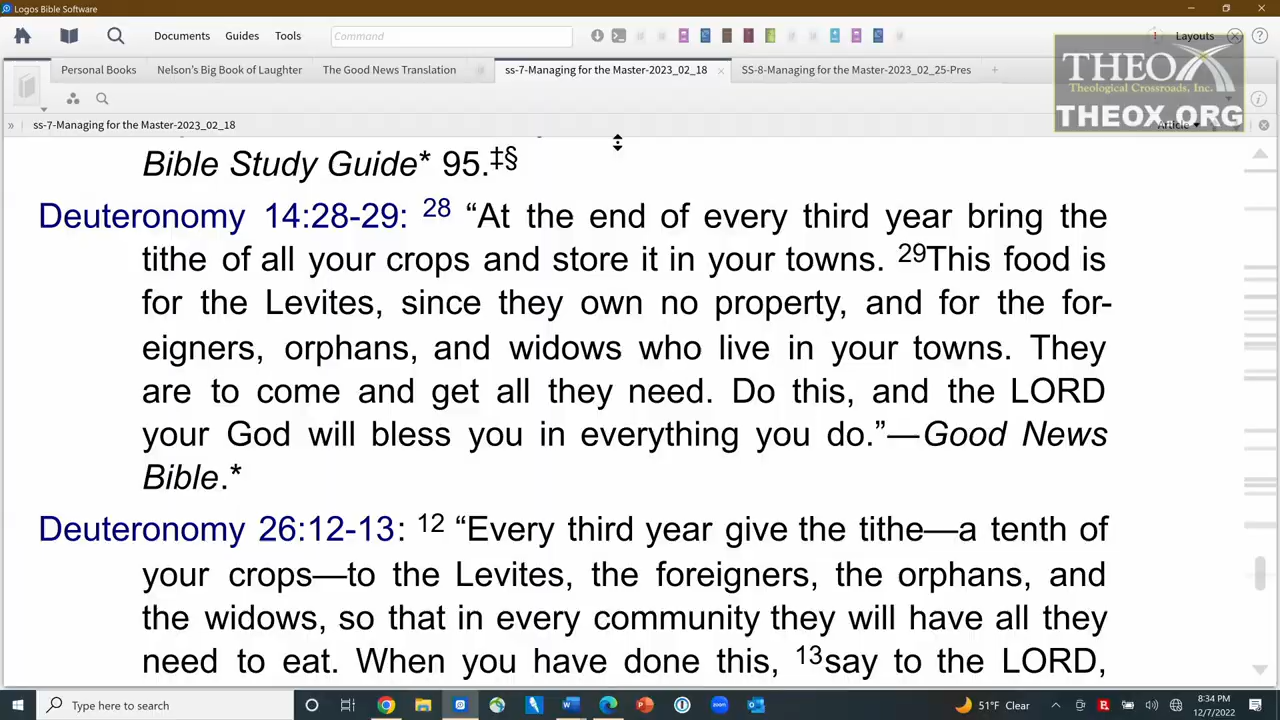 Logos Bible Software
Documents Guides Tools Command Layouts
Personal Books Nelson's Big Book of Laughter The Good News Translation ss-7-Managing for the Master-2023_02_18 SS-8-Managing for the Master-2023_02_25-Pres
THEOX
Theological Crossroads, Inc.
THEOX.ORG
ss-7-Managing for the Master-2023_02_18 Article
Bible Study Guide* 95.‡§
Deuteronomy 14:28-29: 28 “At the end of every third year bring the
tithe of all your crops and store it in your towns. 29This food is
for the Levites, since they own no property, and for the for-
eigners, orphans, and widows who live in your towns. They
are to come and get all they need. Do this, and the LORD
your God will bless you in everything you do.”—Good News
Bible.*
Deuteronomy 26:12-13: 12 “Every third year give the tithe—a tenth of
your crops—to the Levites, the foreigners, the orphans, and
the widows, so that in every community they will have all they
need to eat. When you have done this, 13say to the LORD,
Type here to search
51°F Clear
8:34 PM
12/7/2022